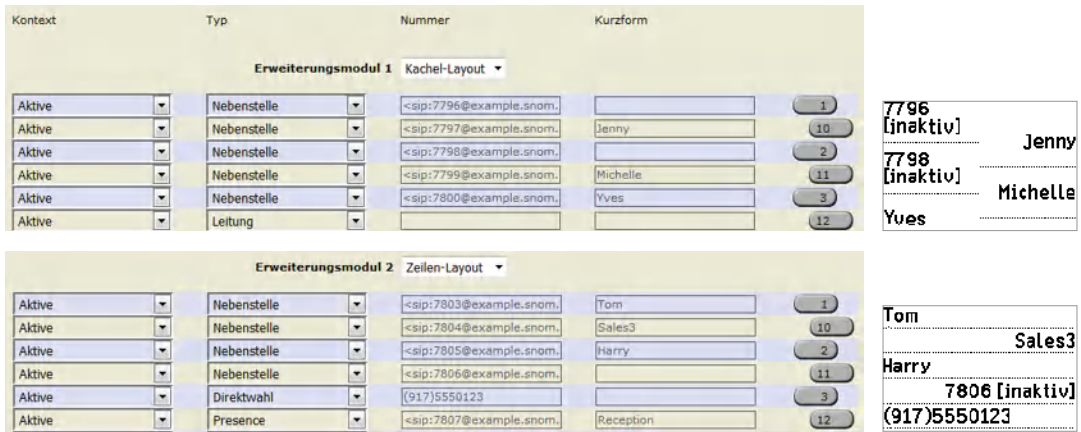 Kontext Typ Nummer Kurzform
Erweiterungsmodul 1 Kachel-Layout
Aktive Nebenstelle <sip:7796@example.snom. 1
Aktive Nebenstelle <sip:7797@example.snom. Jenny 10
Aktive Nebenstelle <sip:7798@example.snom. 2
Aktive Nebenstelle <sip:7799@example.snom. Michelle 11
Aktive Nebenstelle <sip:7800@example.snom. Yves 3
Aktive Leitung 12
7796
[inaktiv]
Jenny
7798
[inaktiv]
Michelle
Yves
Erweiterungsmodul 2 Zeilen-Layout
Aktive Nebenstelle <sip:7803@example.snom. Tom 1
Aktive Nebenstelle <sip:7804@example.snom. Sales3 10
Aktive Nebenstelle <sip:7805@example.snom. Harry 2
Aktive Nebenstelle <sip:7806@example.snom. 11
Aktive Direktwahl (917)5550123 3
Aktive Presence <sip:7807@example.snom. Reception 12
Tom
Sales3
Harry
7806 [inaktiv]
(917)5550123